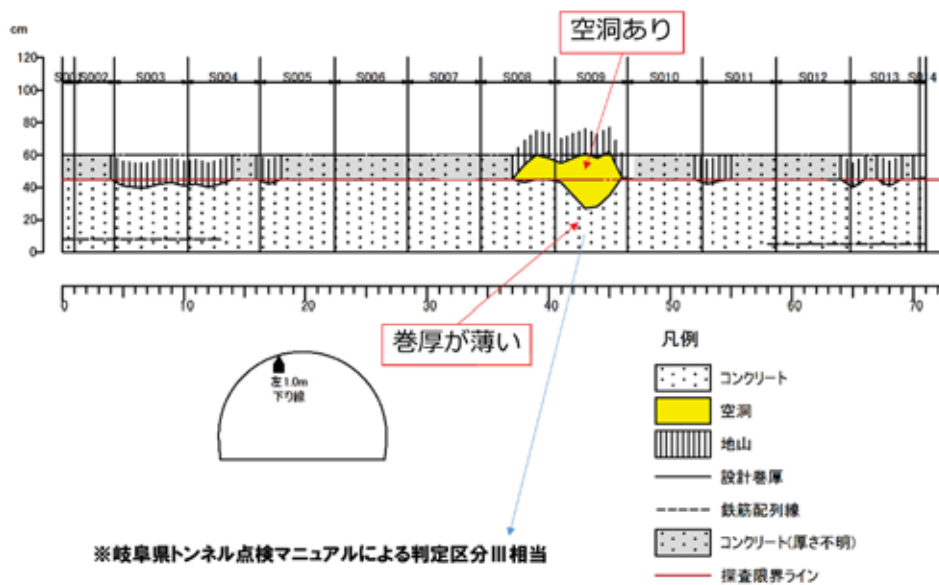 空洞あり
cm
120
100
80
60
40
20
0
S001 S002 S003 S004 S005 S006 S007 S008 S009 S010 S011 S012 S013
0 10 20 30 40 50 60 70
巻厚が薄い
左1.0m
下り線
凡例
コンクリート
空洞
地山
設計巻厚
鉄筋配列線
コンクリート(厚さ不明)
探査限界ライン
※岐阜県トンネル点検マニュアルによる判定区分Ⅲ相当